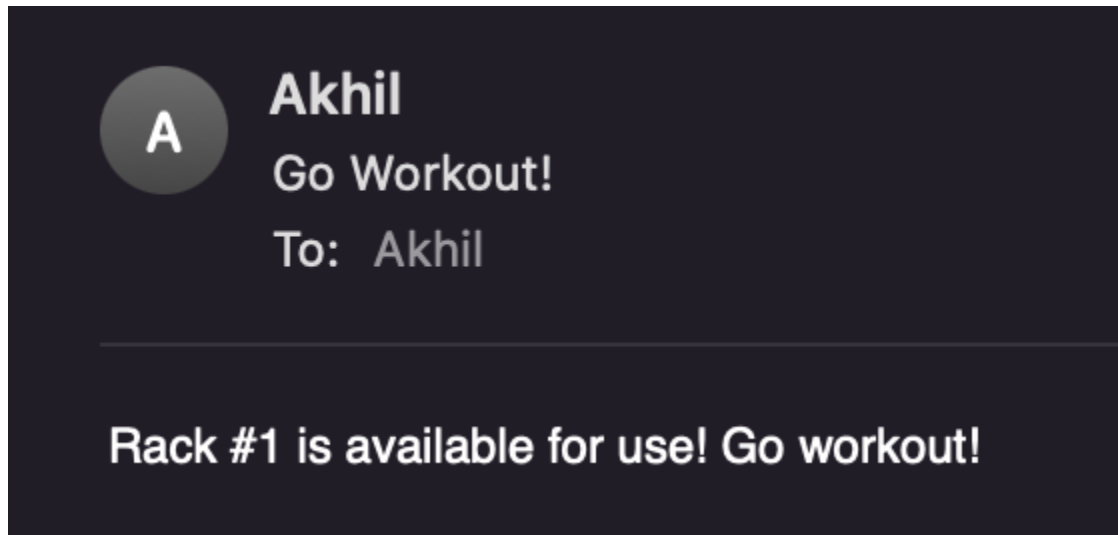 A
Akhil
Go Workout!
To: Akhil
Rack #1 is available for use! Go workout!